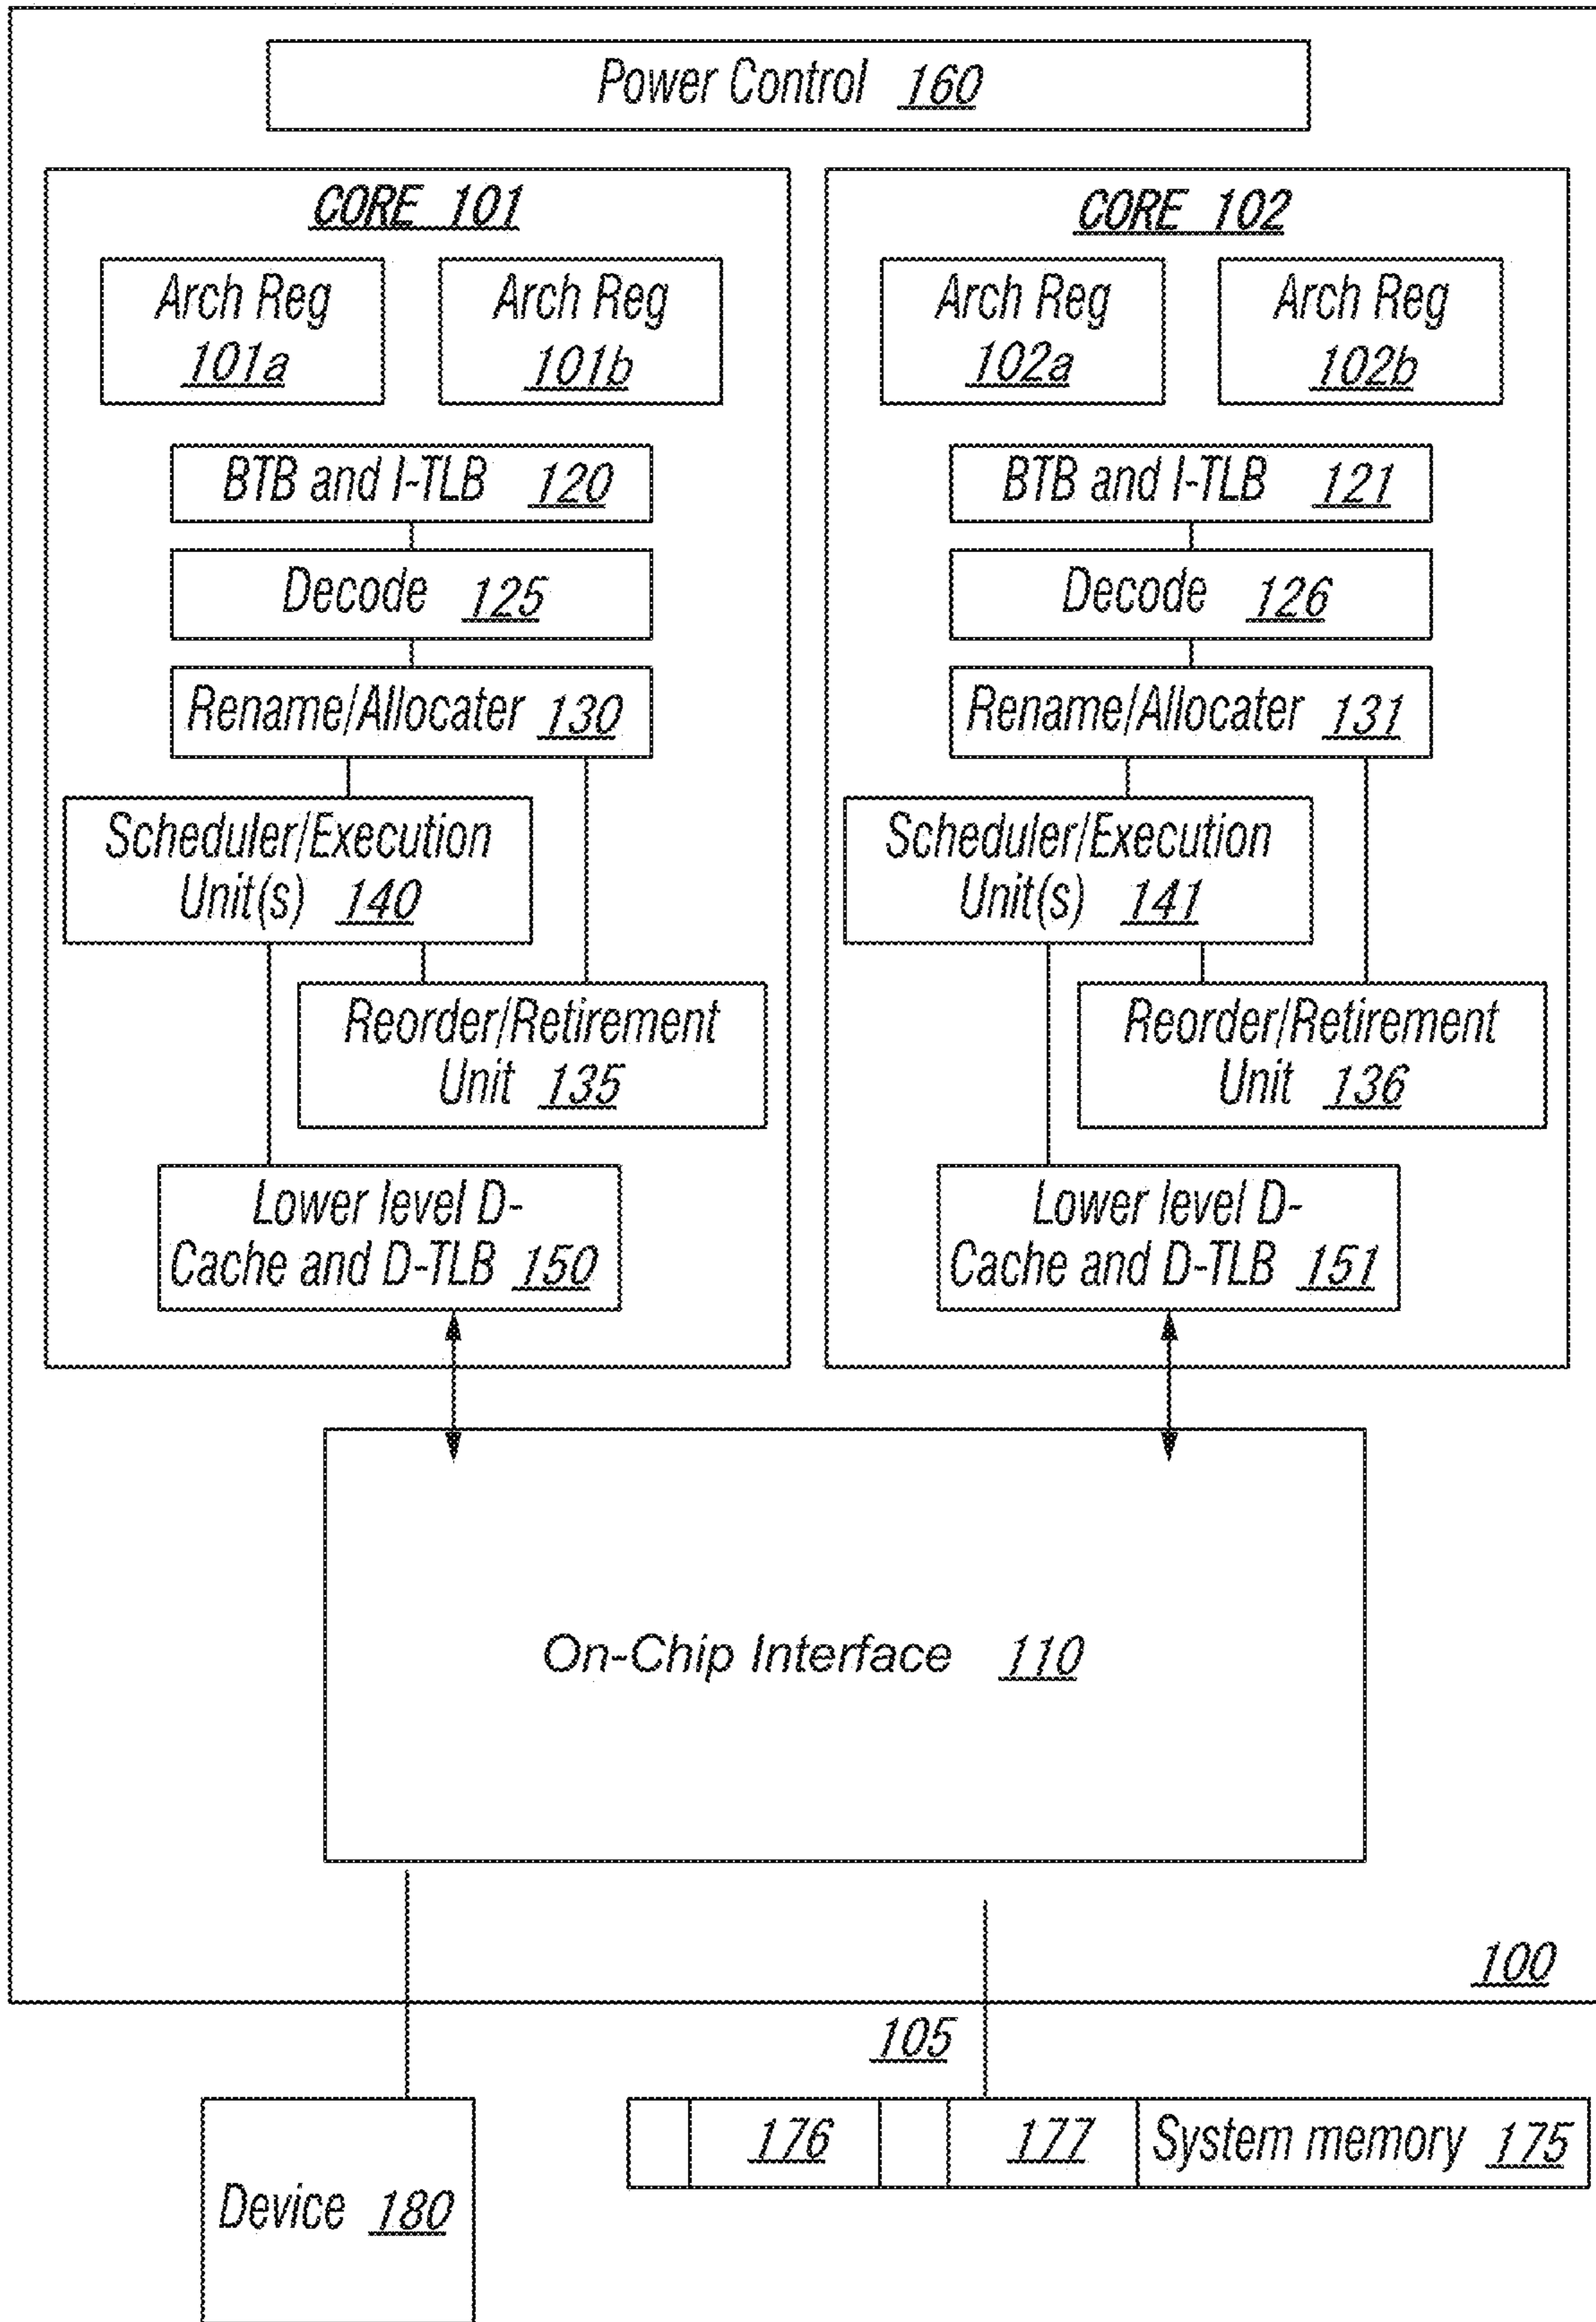 Power Control 160
CORE 101
Arch Reg
101a
Arch Reg
101b
BTB and I-TLB 120
Decode 125
Rename/Allocater 130
Scheduler/Execution
Unit(s) 140
Reorder/Retirement
Unit 135
Lower level D-
Cache and D-TLB 150
CORE 102
Arch Reg
102a
Arch Reg
102b
BTB and I-TLB 121
Decode 126
Rename/Allocater 131
Scheduler/Execution
Unit(s) 141
Reorder/Retirement
Unit 136
Lower level D-
Cache and D-TLB 151
On-Chip Interface 110
100
105
176
177
System memory 175
Device 180